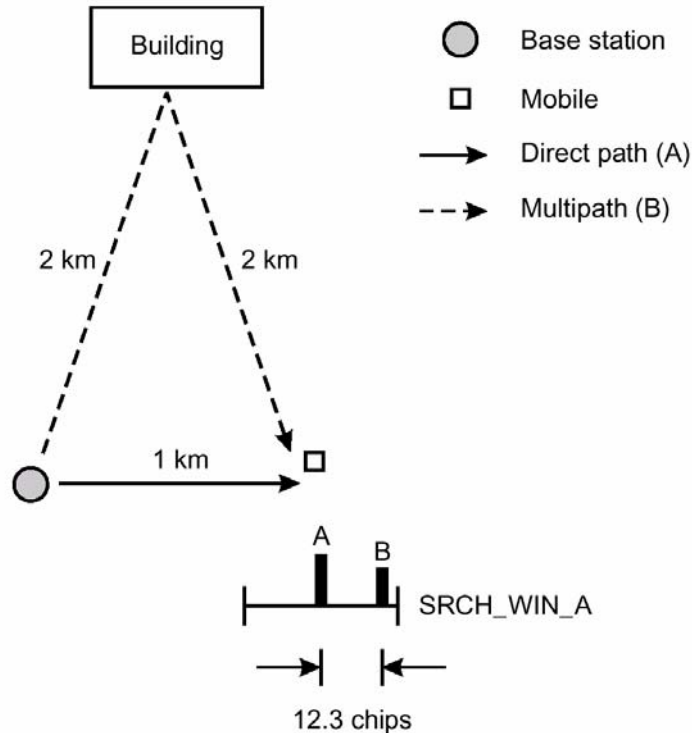 Building
Base station
Mobile
Direct path (A)
Multipath (B)
2 km
2 km
1 km
A
B
SRCH_WIN_A
12.3 chips